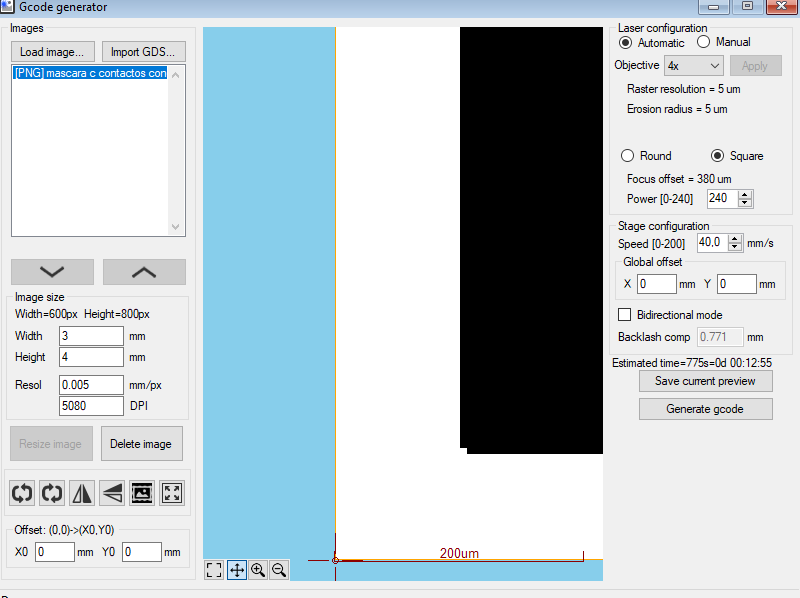 Gcode generator
Images
Load image...
Import GDS...
[PNG] mascara c contactos con
Image size
Width=600px Height=800px
Width 3 mm
Height 4 mm
Resol 0.005 mm/px
5080 DPI
Resize image
Delete image
Offset: (0,0)->(X0,Y0)
X0 0 mm Y0 0 mm
200um
Laser configuration
Automatic Manual
Objective 4x Apply
Raster resolution = 5 um
Erosion radius = 5 um
Round Square
Focus offset = 380 um
Power [0-240] 240
Stage configuration
Speed [0-200] 40,0 mm/s
Global offset
X 0 mm Y 0 mm
Bidirectional mode
Backlash comp 0.771 mm
Estimated time=775s=0d 00:12:55
Save current preview
Generate gcode